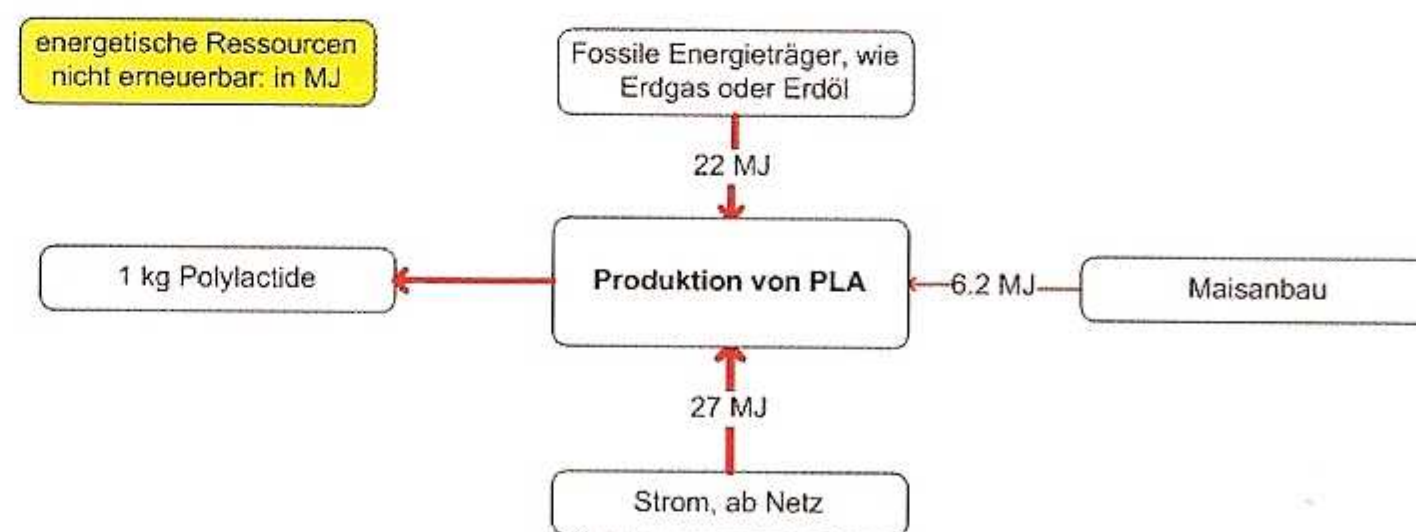 energetische Ressourcen
nicht erneuerbar: in MJ
Fossile Energieträger, wie
Erdgas oder Erdöl
22 MJ
1 kg Polylactide
Produktion von PLA
6.2 MJ
Maisanbau
27 MJ
Strom, ab Netz